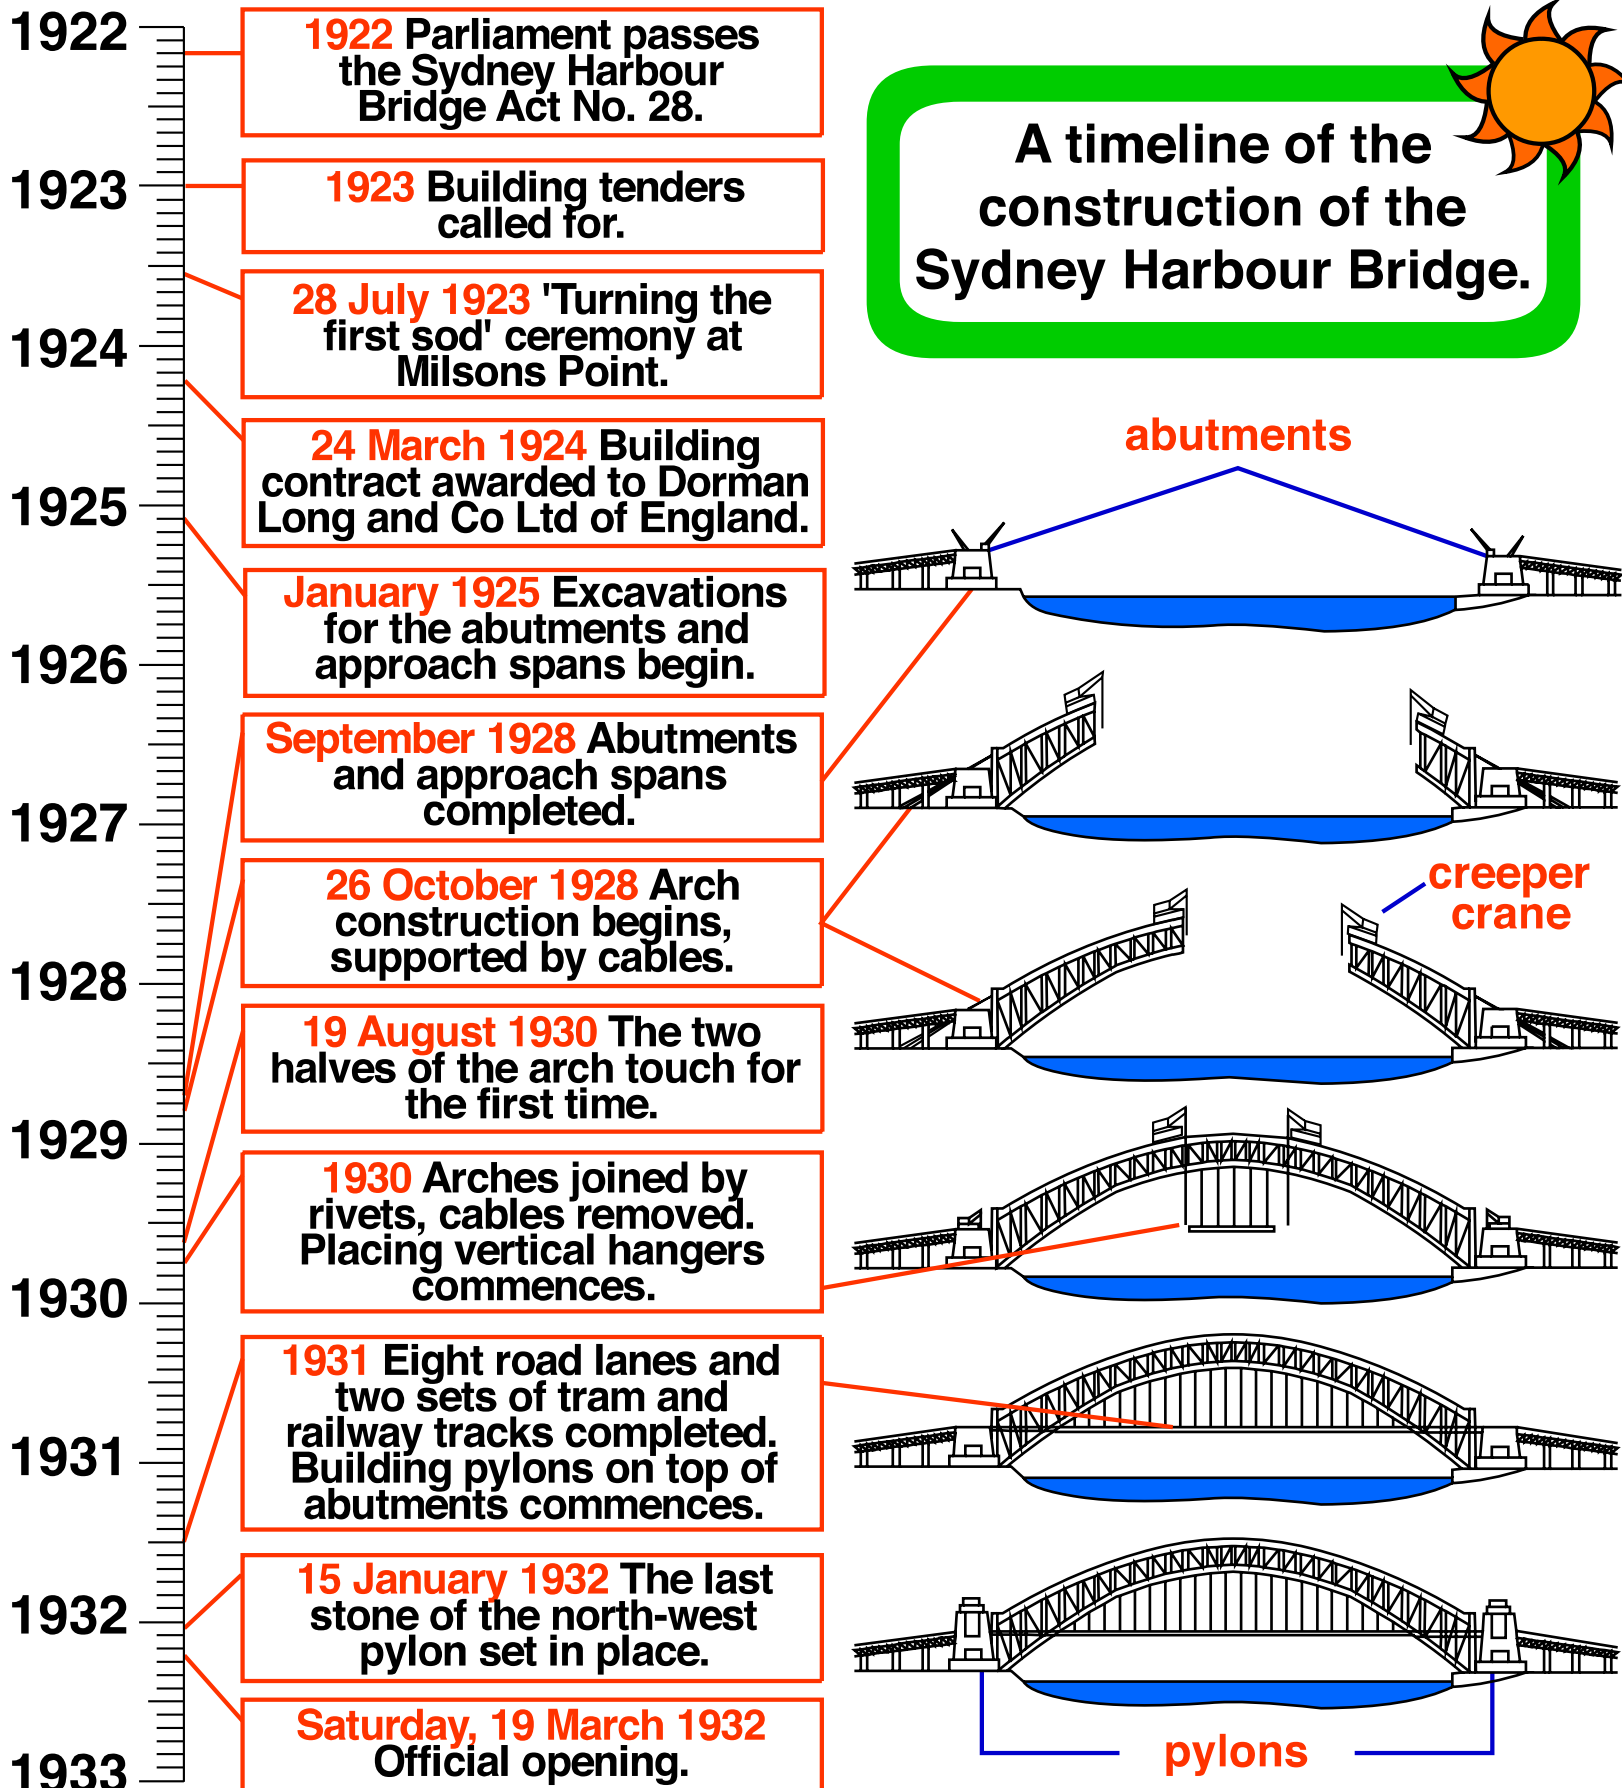 1922
1923
1924
1925
1926
1927
1928
1929
1930
1931
1932
1933
1922 Parliament passes
the Sydney Harbour
Bridge Act No. 28.
1923 Building tenders
called for.
28 July 1923 'Turning the
first sod' ceremony at
Milsons Point.
24 March 1924 Building
contract awarded to Dorman
Long and Co Ltd of England.
January 1925 Excavations
for the abutments and
approach spans begin.
September 1928 Abutments
and approach spans
completed.
26 October 1928 Arch
construction begins,
supported by cables.
19 August 1930 The two
halves of the arch touch for
the first time.
1930 Arches joined by
rivets, cables removed.
Placing vertical hangers
commences.
1931 Eight road lanes and
two sets of tram and
railway tracks completed.
Building pylons on top of
abutments commences.
15 January 1932 The last
stone of the north-west
pylon set in place.
Saturday, 19 March 1932
Official opening.
A timeline of the
construction of the
Sydney Harbour Bridge.
abutments
creeper
crane
pylons